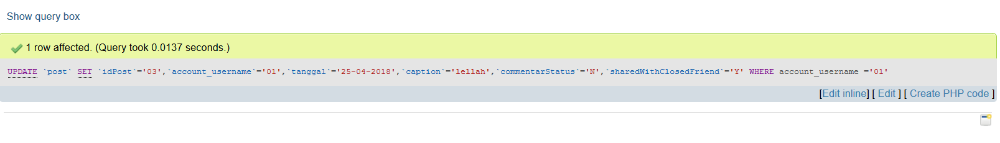 Show query box
1 row affected. (Query took 0.0137 seconds.)
UPDATE `post` SET `idPost`='03',`account_username`='01',`tanggal`='25-04-2018',`caption`='lellah',`commentarStatus`='N',`sharedWithClosedFriend`='Y' WHERE account_username ='01'
[Edit inline] [ Edit ] [ Create PHP code ]